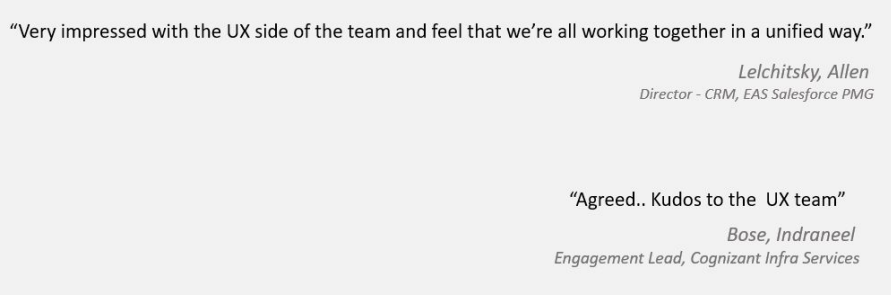 “Very impressed with the UX side of the team and feel that we’re all working together in a unified way.”
Lelchitsky, Allen
Director - CRM, EAS Salesforce PMG
“Agreed.. Kudos to the  UX team”
Bose, Indraneel
Engagement Lead, Cognizant Infra Services